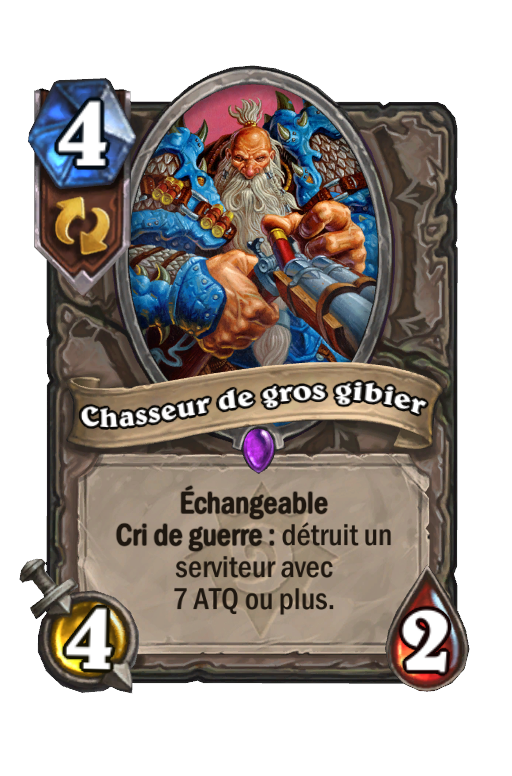 4
Chasseur de gros gibier
Échangeable
Cri de guerre : détruit un
serviteur avec
7 ATQ ou plus.
4
2